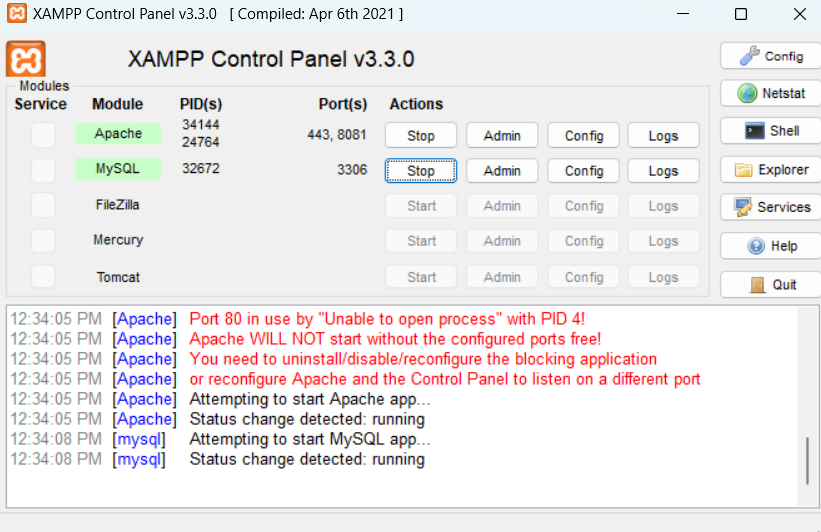 XAMPP Control Panel v3.3.0 [ Compiled: Apr 6th 2021 ]
XAMPP Control Panel v3.3.0
Config
Modules
Service Module PID(s) Port(s) Actions
Netstat
Apache 34144 24764 443, 8081 Stop Admin Config Logs
Shell
MySQL 32672 3306 Stop Admin Config Logs
Explorer
FileZilla Start Admin Config Logs
Services
Mercury Start Admin Config Logs
Help
Tomcat Start Admin Config Logs
Quit
12:34:05 PM [Apache] Port 80 in use by "Unable to open process" with PID 4!
12:34:05 PM [Apache] Apache WILL NOT start without the configured ports free!
12:34:05 PM [Apache] You need to uninstall/disable/reconfigure the blocking application
12:34:05 PM [Apache] or reconfigure Apache and the Control Panel to listen on a different port
12:34:05 PM [Apache] Attempting to start Apache app...
12:34:05 PM [Apache] Status change detected: running
12:34:08 PM [mysql] Attempting to start MySQL app...
12:34:08 PM [mysql] Status change detected: running